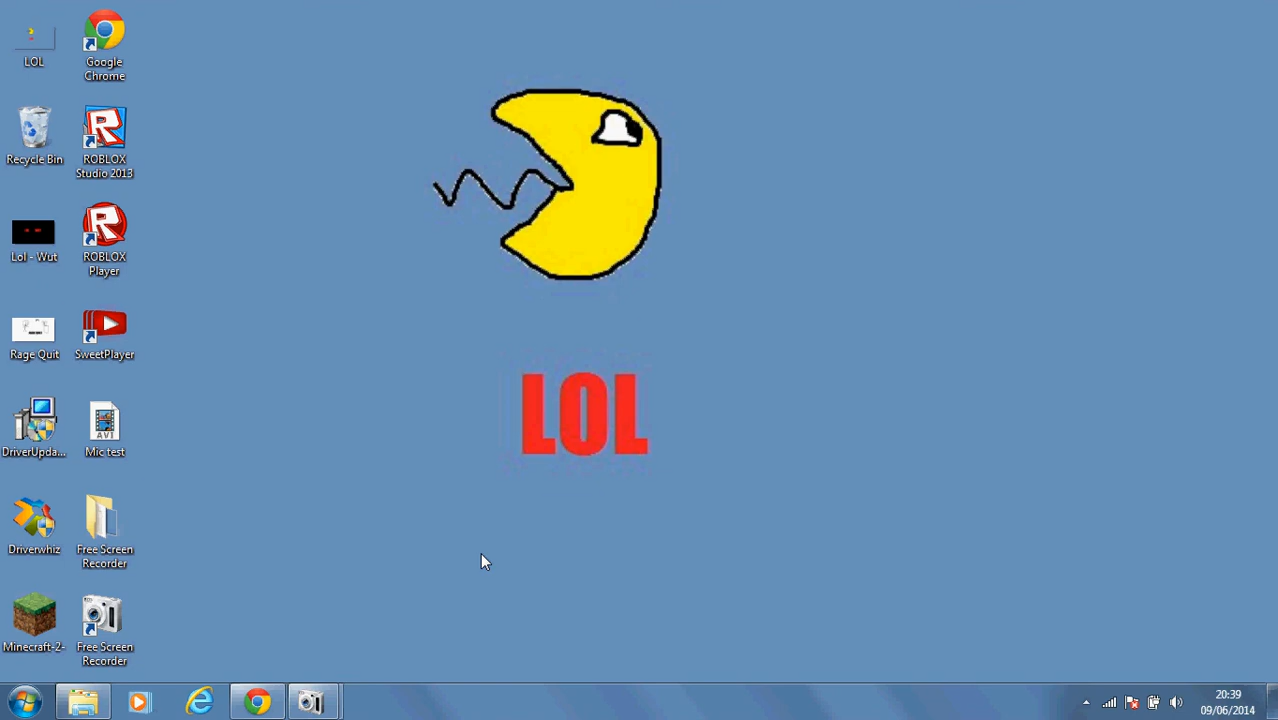 LOL
Google
Chrome
Recycle Bin
ROBLOX
Studio 2013
Lol - Wut
ROBLOX
Player
Rage Quit
SweetPlayer
DriverUpda...
AVI
Mic test
Driverwhiz
Free Screen
Recorder
Minecraft-2-
Free Screen
Recorder
LOL
20:39
09/06/2014